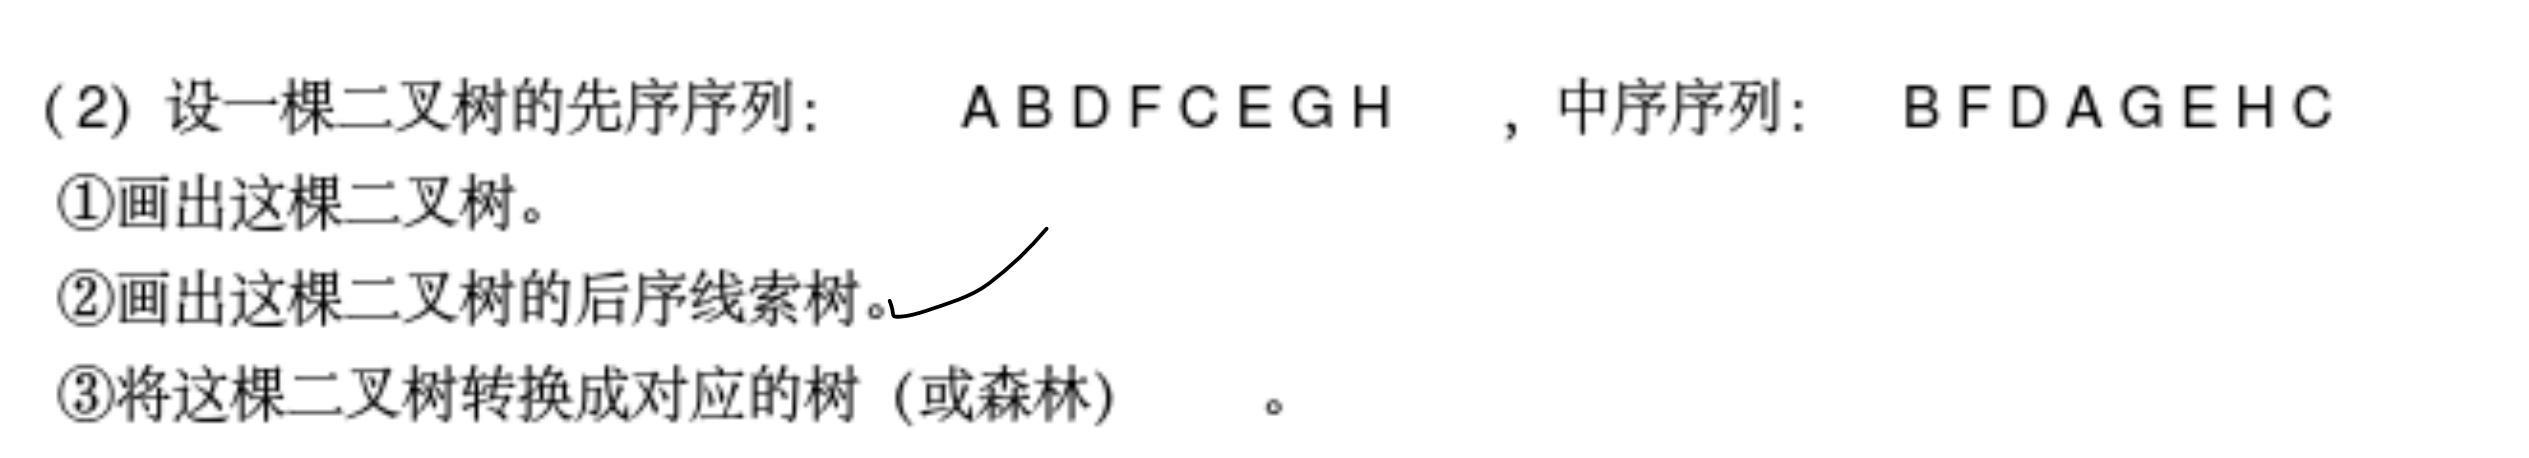 (2) 设一棵二叉树的先序序列: A B D F C E G H , 中序序列: B F D A G E H C
①画出这棵二叉树。
②画出这棵二叉树的后序线索树。
③将这棵二叉树转换成对应的树 (或森林) 。